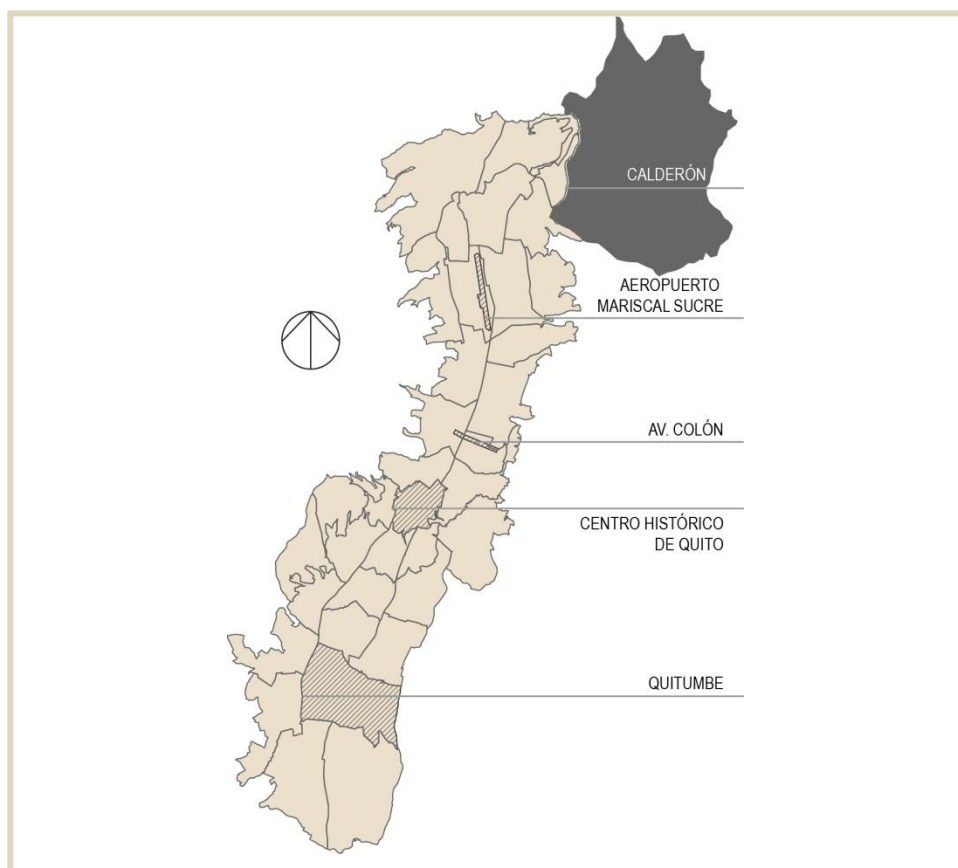 CALDERÓN
AEROPUERTO
MARISCAL SUCRE
AV. COLÓN
CENTRO HISTÓRICO
DE QUITO
QUITUMBE